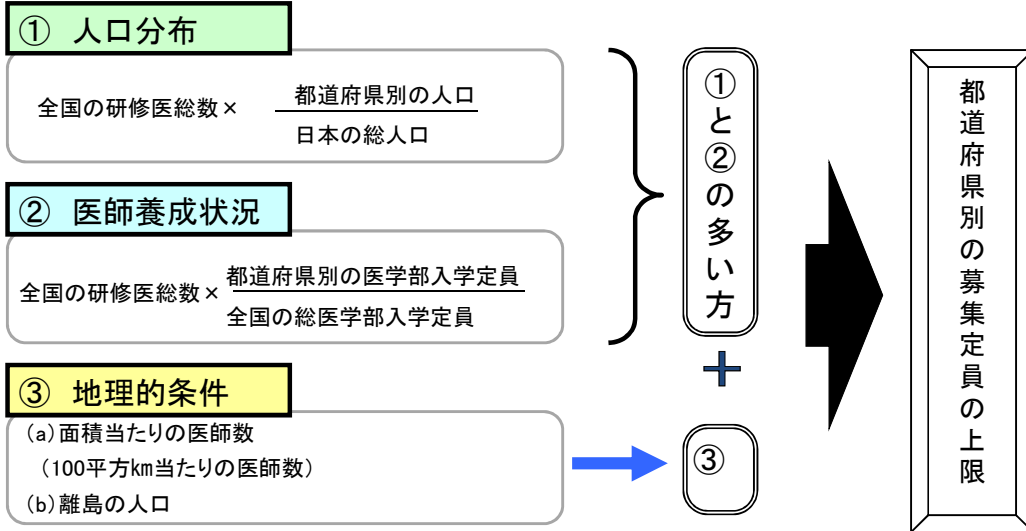 ① 人口分布
全国の研修医総数×
都道府県別の人口
日本の総人口
② 医師養成状況
全国の研修医総数×
都道府県別の医学部入学定員
全国の総医学部入学定員
③ 地理的条件
(a)面積当たりの医師数
(100平方㎞当たりの医師数)
(b)離島の人口
①と②の多い方
+
③
都道府県別の募集定員の上限